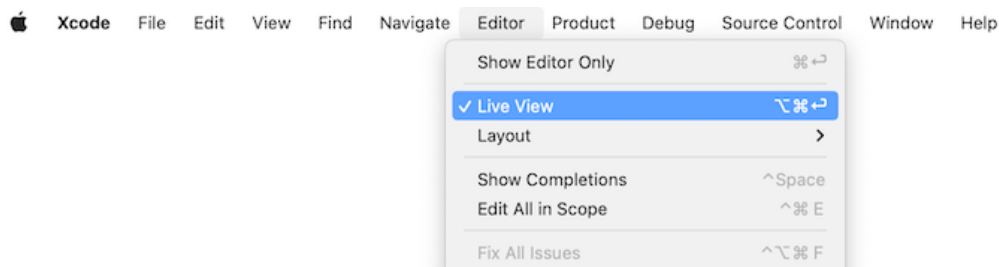 Xcode File Edit View Find Navigate Editor Product Debug Source Control Window Help
Show Editor Only ⌘↩
✓ Live View ⌥⌘↩
Layout >
Show Completions ^Space
Edit All in Scope ^⌘E
Fix All Issues ^⌥⌘F